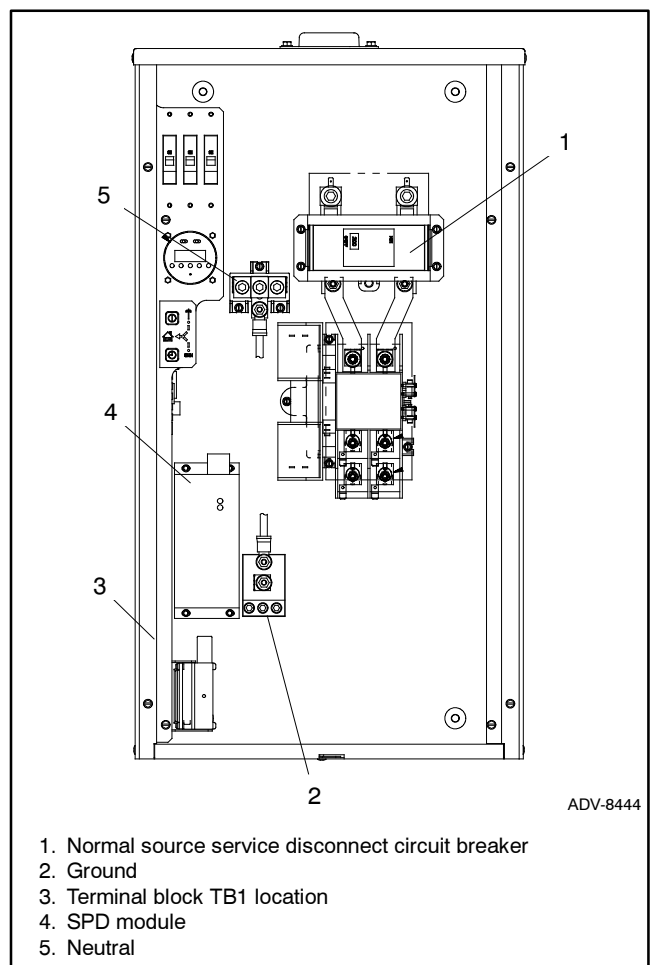 1
5
4
3
2
ADV-8444
1. Normal source service disconnect circuit breaker
2. Ground
3. Terminal block TB1 location
4. SPD module
5. Neutral